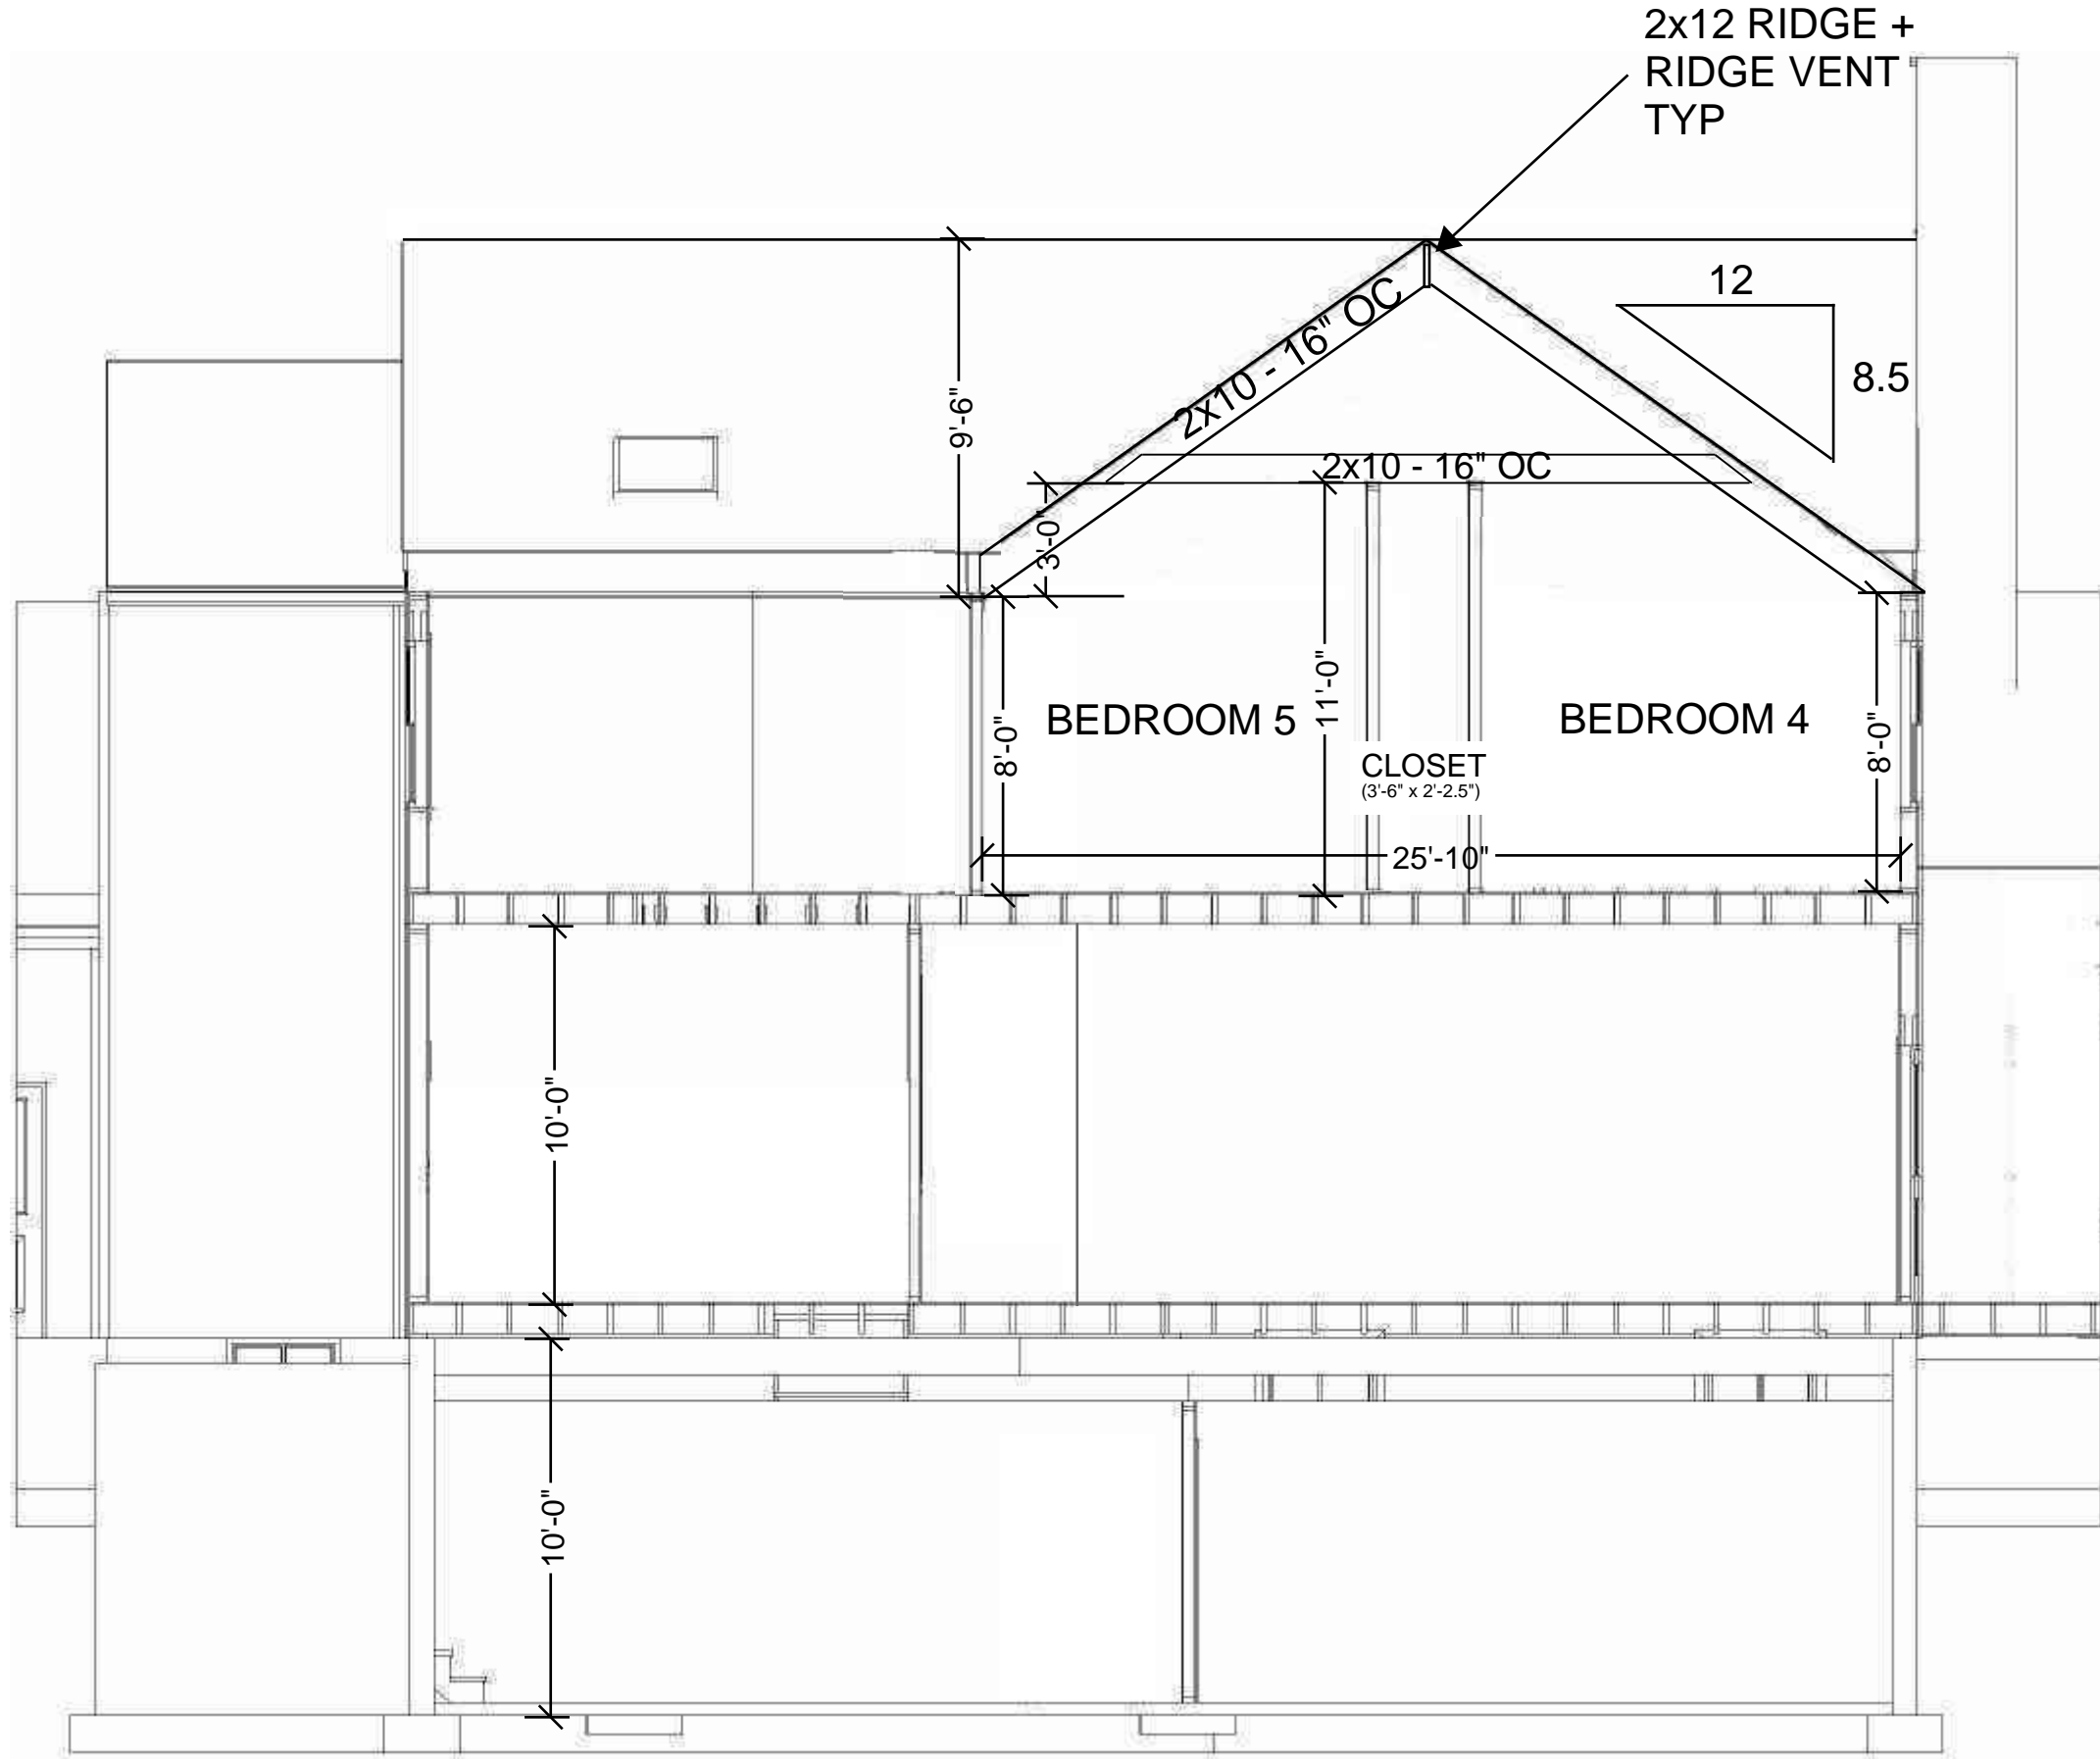 2x12 RIDGE +
RIDGE VENT
TYP
12
8.5
2x10 - 16" OC
9'-6"
2x10 - 16" OC
3'-0"
11'-0"
BEDROOM 5
BEDROOM 4
8'-0"
8'-0"
CLOSET
(3'-6" x 2'-2.5")
25'-10"
10'-0"
10'-0"